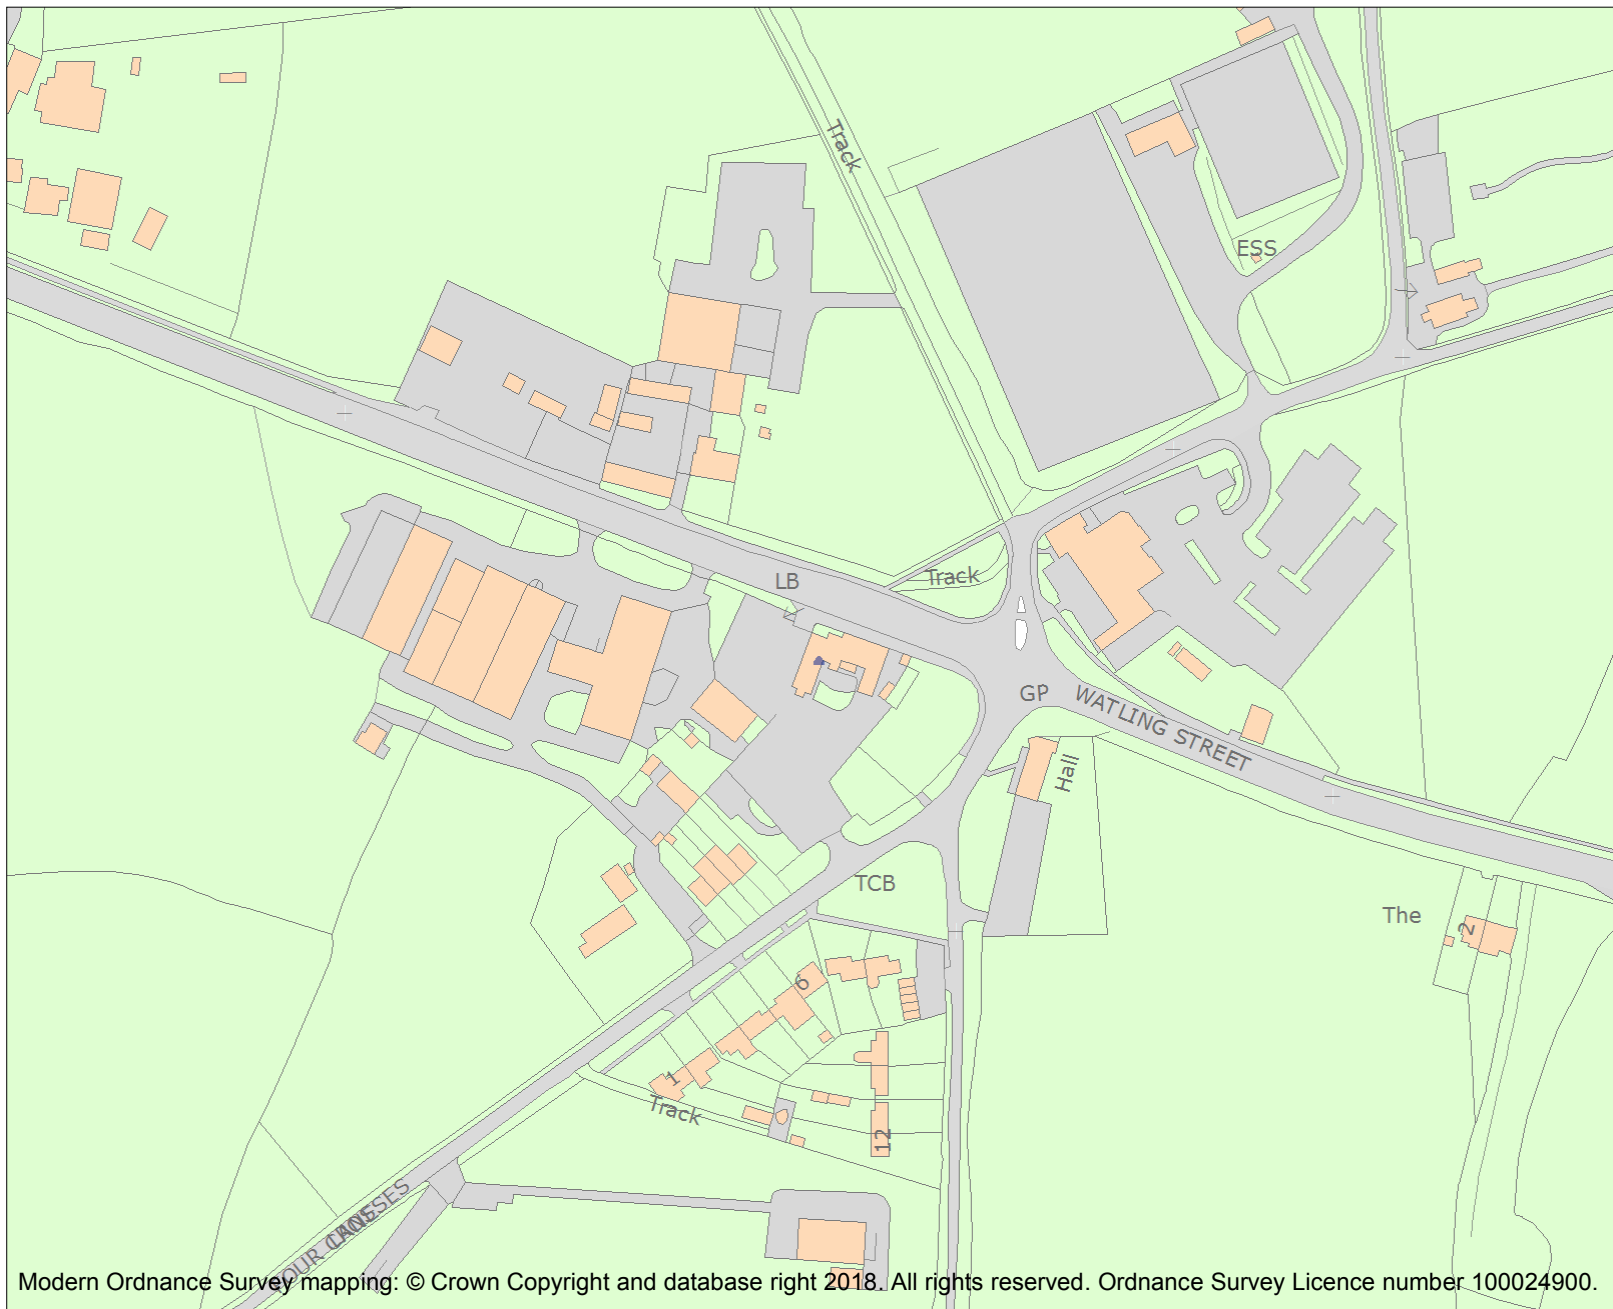 Track
ESS
Track
LB
GP
WATLING STREET
Hall
TCB
The
2
6
1
Track
12
Modern Ordnance Survey mapping: © Crown Copyright and database right 2018. All rights reserved. Ordnance Survey Licence number 100024900.